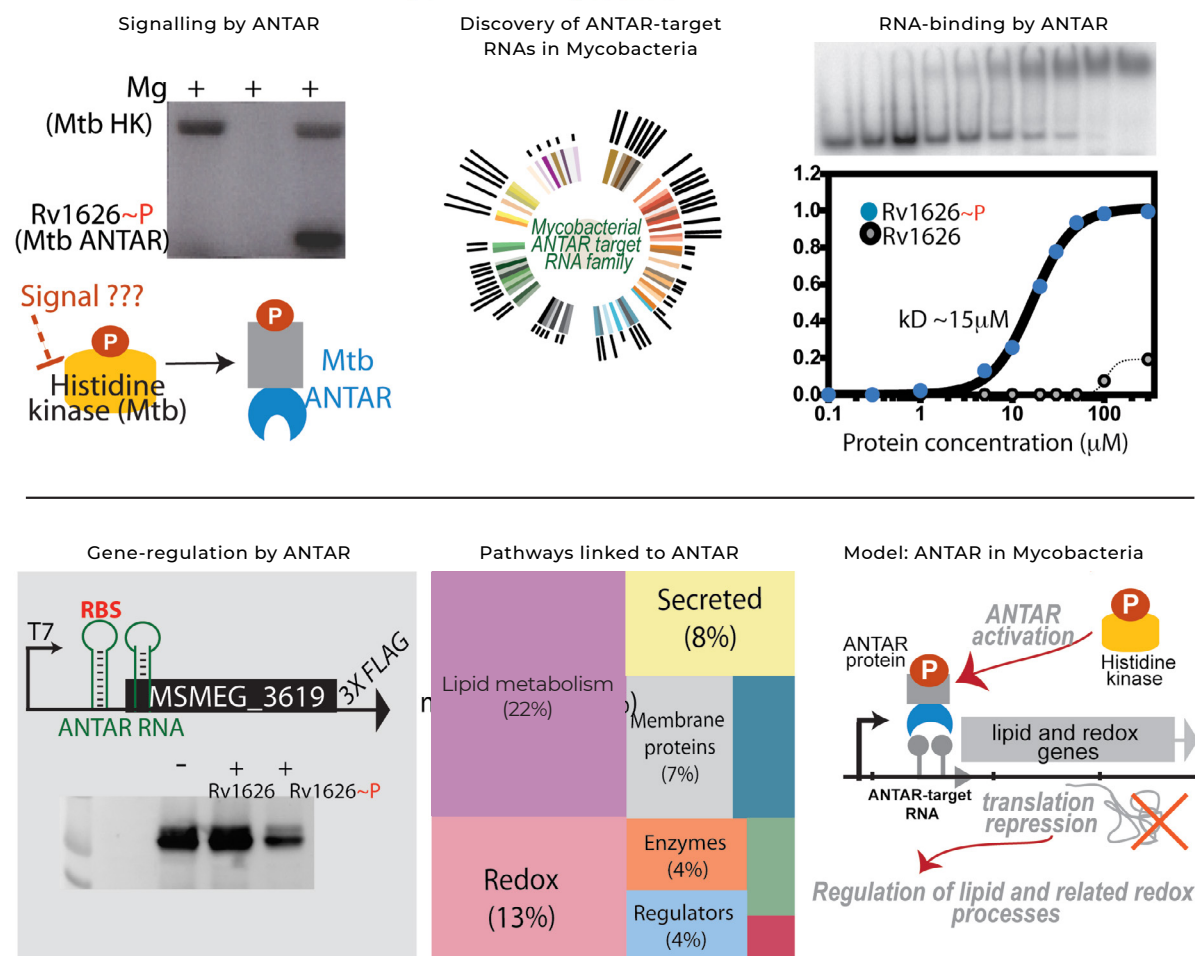 Signalling by ANTAR
Mg + + +
(Mtb HK)
Rv1626~P
(Mtb ANTAR)
Signal ???
P
P
Histidine
kinase (Mtb)
Mtb
ANTAR
Discovery of ANTAR-target
RNAs in Mycobacteria
Mycobacterial
ANTAR target
RNA family
RNA-binding by ANTAR
1.2
1.0
0.8
0.6
0.4
0.2
0.0
Rv1626~P
Rv1626
kD ~15μM
0.1 1 10 100
Protein concentration (μM)
Gene-regulation by ANTAR
RBS
T7
MSMEG_3619
3X FLAG
ANTAR RNA
– + +
Rv1626 Rv1626~P
Pathways linked to ANTAR
Lipid metabolism
(22%)
Secreted
(8%)
Membrane
proteins
(7%)
Redox
(13%)
Enzymes
(4%)
Regulators
(4%)
Model: ANTAR in Mycobacteria
P
ANTAR
activation
Histidine
kinase
ANTAR
protein
P
lipid and redox
genes
ANTAR-target
RNA
translation
repression
Regulation of lipid and related redox
processes